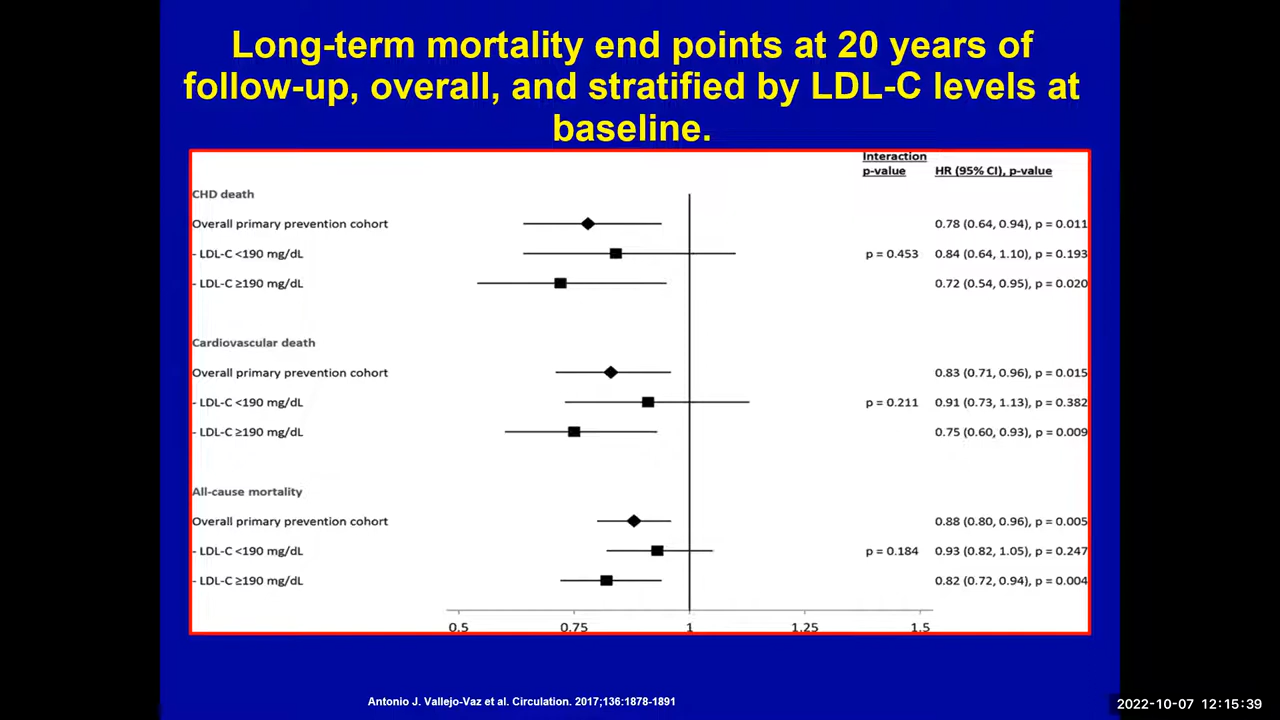 Long-term mortality end points at 20 years of
follow-up, overall, and stratified by LDL-C levels at
baseline.
Interaction
p-value
HR (95% CI), p-value
CHD death
Overall primary prevention cohort
0.78 (0.64, 0.94), p = 0.011
- LDL-C <190 mg/dL
p = 0.453
0.84 (0.64, 1.10), p = 0.193
- LDL-C ≥190 mg/dL
0.72 (0.54, 0.95), p = 0.020
Cardiovascular death
Overall primary prevention cohort
0.83 (0.71, 0.96), p = 0.015
- LDL-C <190 mg/dL
p = 0.211
0.91 (0.73, 1.13), p = 0.382
- LDL-C ≥190 mg/dL
0.75 (0.60, 0.93), p = 0.009
All-cause mortality
Overall primary prevention cohort
0.88 (0.80, 0.96), p = 0.005
- LDL-C <190 mg/dL
p = 0.184
0.93 (0.82, 1.05), p = 0.247
- LDL-C ≥190 mg/dL
0.82 (0.72, 0.94), p = 0.004
0.5 0.75 1 1.25 1.5
Antonio J. Vallejo-Vaz et al. Circulation. 2017;136:1878-1891
2022-10-07 12:15:39